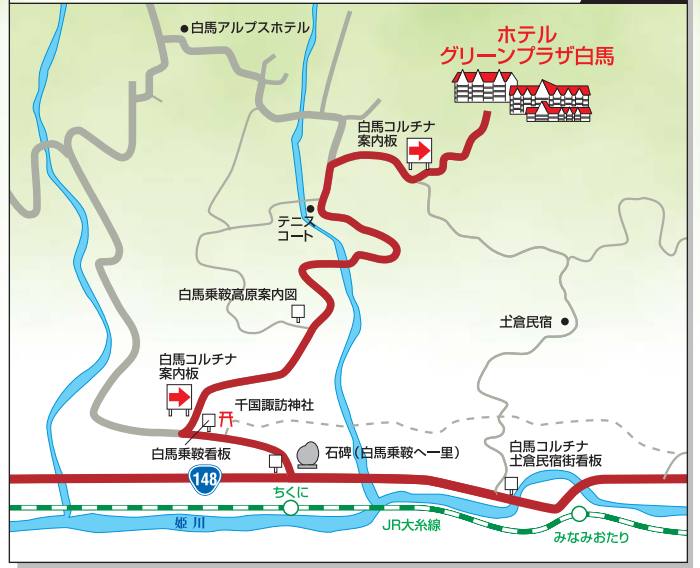 白馬アルプスホテル
ホテル
グリーンプラザ白馬
白馬コルチナ
案内板
テニス
コート
白馬乗鞍高原案内図
土倉民宿
白馬コルチナ
案内板
千国諏訪神社
白馬乗鞍看板
石碑(白馬乗鞍へ一里)
白馬コルチナ
土倉民宿街看板
148
ちくに
姫川
JR大糸線
みなみおたり